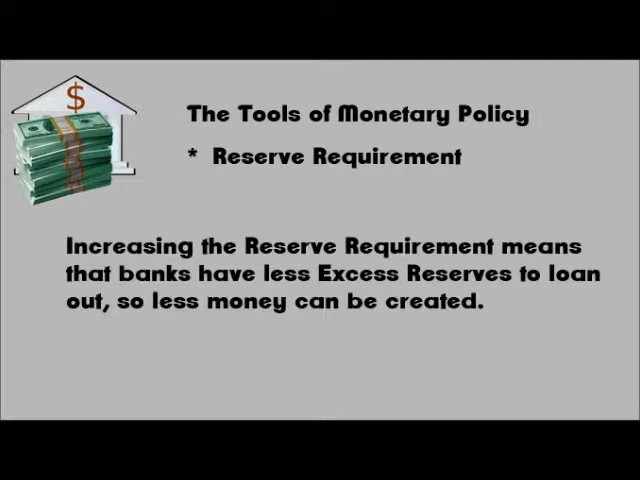 $
The Tools of Monetary Policy
* Reserve Requirement
Increasing the Reserve Requirement means
that banks have less Excess Reserves to loan
out, so less money can be created.